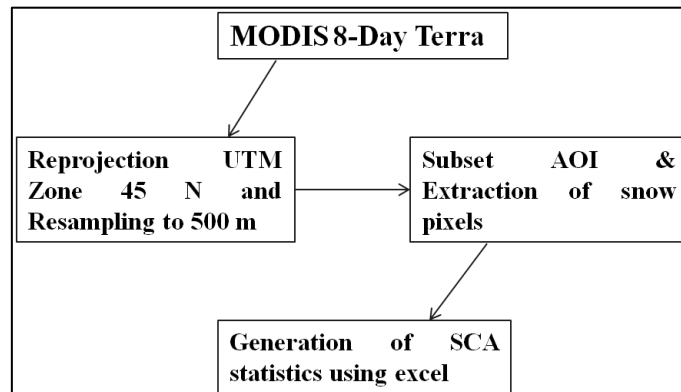 MODIS 8-Day Terra
Reprojection UTM
Zone 45 N and
Resampling to 500 m
Subset AOI &
Extraction of snow
pixels
Generation of SCA
statistics using excel